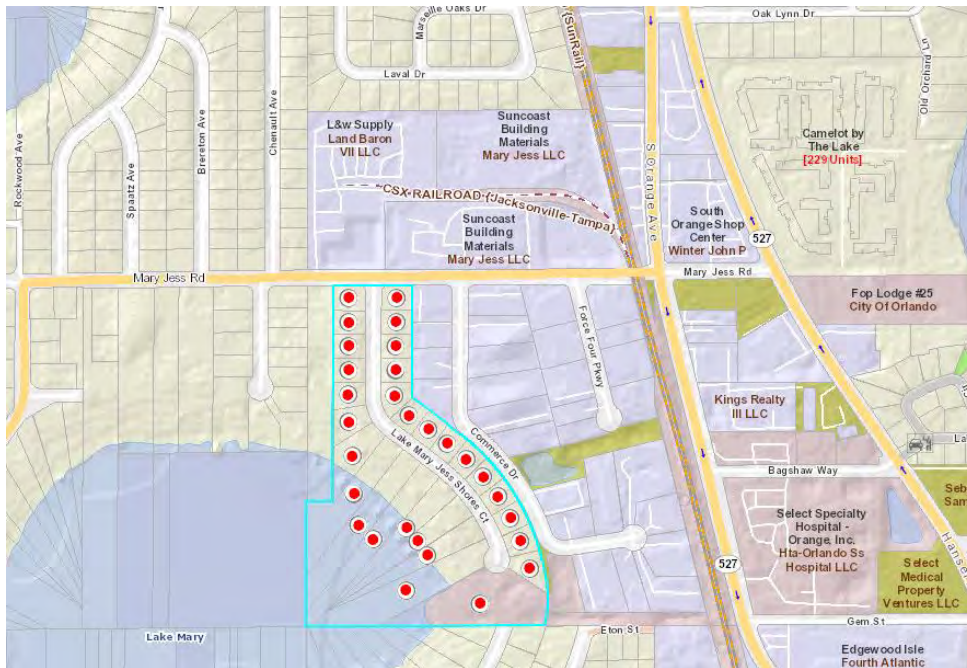 Marseille Oaks Dr
Oak Lynn Dr
Laval Dr
{SunRail}
Old Orchard Ln
Rockwood Ave
Spaatz Ave
Brereton Ave
Chenault Ave
L&w Supply
Land Baron
VII LLC
Suncoast
Building
Materials
Mary Jess LLC
S Orange Ave
Camelot by
The Lake
[229 Units]
CSX-RAILROAD {Jacksonville-Tampa}
Suncoast
Building
Materials
Mary Jess LLC
South
Orange Shop
Center
Winter John P
527
Mary Jess Rd
Mary Jess Rd
Fop Lodge #25
City Of Orlando
Force Four Pkwy
Kings Realty
III LLC
Commerce Dr
Lake Mary Jess Shores Ct
La
Bagshaw Way
Seb
Sam
Select Specialty
Hospital -
Orange, Inc.
Hta-Orlando Ss
Hospital LLC
527
Hansel
Select
Medical
Property
Ventures LLC
Gem St
Lake Mary
Eton St
Edgewood Isle
Fourth Atlantic